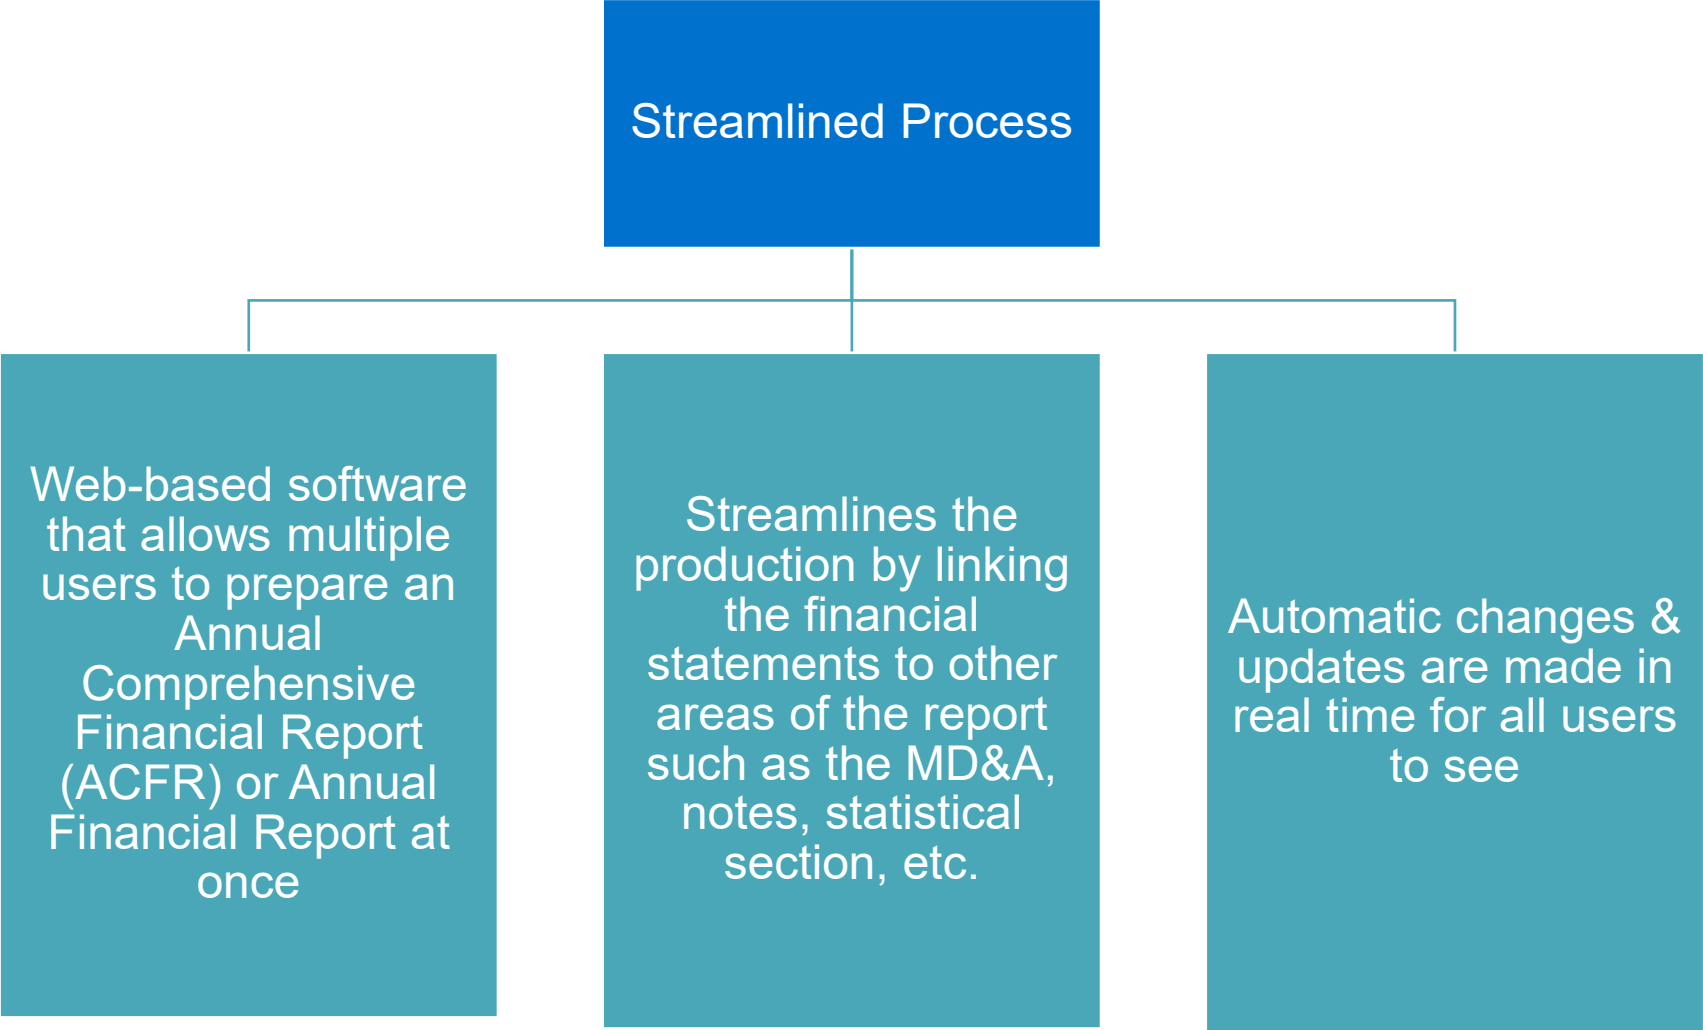 Streamlined Process
Web-based software
that allows multiple
users to prepare an
Annual
Comprehensive
Financial Report
(ACFR) or Annual
Financial Report at
once
Streamlines the
production by linking
the financial
statements to other
areas of the report
such as the MD&A,
notes, statistical
section, etc.
Automatic changes &
updates are made in
real time for all users
to see